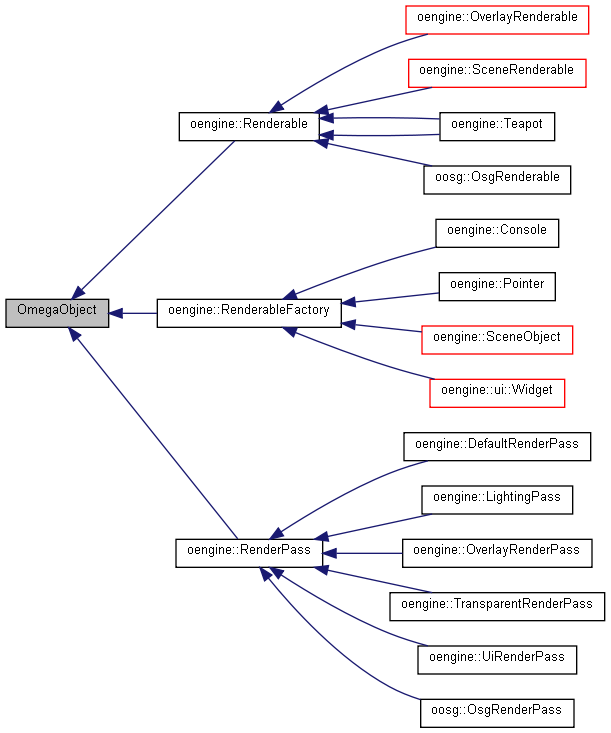 oengine::OverlayRenderable
oengine::SceneRenderable
oengine::Renderable
oengine::Teapot
oosg::OsgRenderable
oengine::Console
oengine::Pointer
OmegaObject
oengine::RenderableFactory
oengine::SceneObject
oengine::ui::Widget
oengine::DefaultRenderPass
oengine::LightingPass
oengine::RenderPass
oengine::OverlayRenderPass
oengine::TransparentRenderPass
oengine::UiRenderPass
oosg::OsgRenderPass